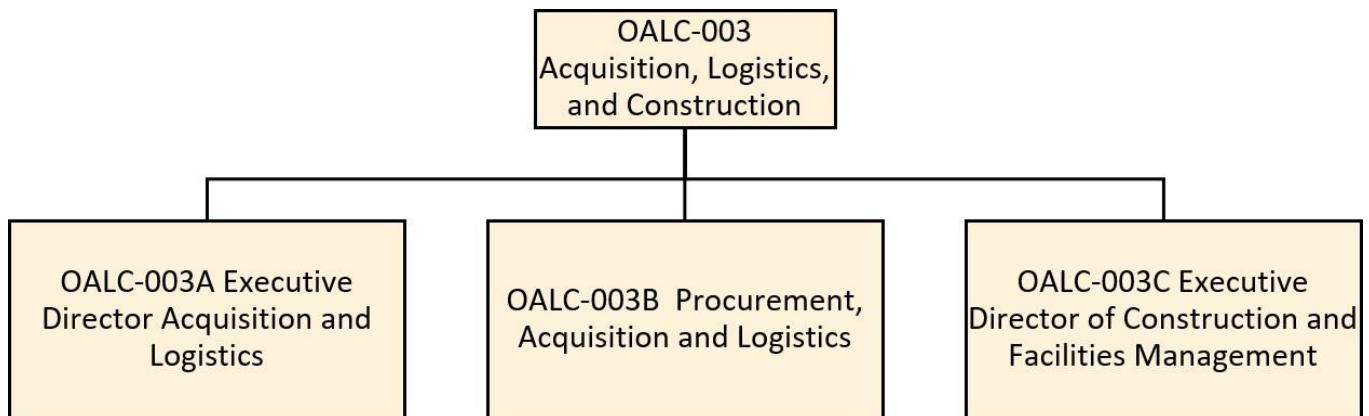 OALC-003
Acquisition, Logistics,
and Construction
OALC-003A Executive
Director Acquisition and
Logistics
OALC-003B  Procurement,
Acquisition and Logistics
OALC-003C Executive
Director of Construction and
Facilities Management